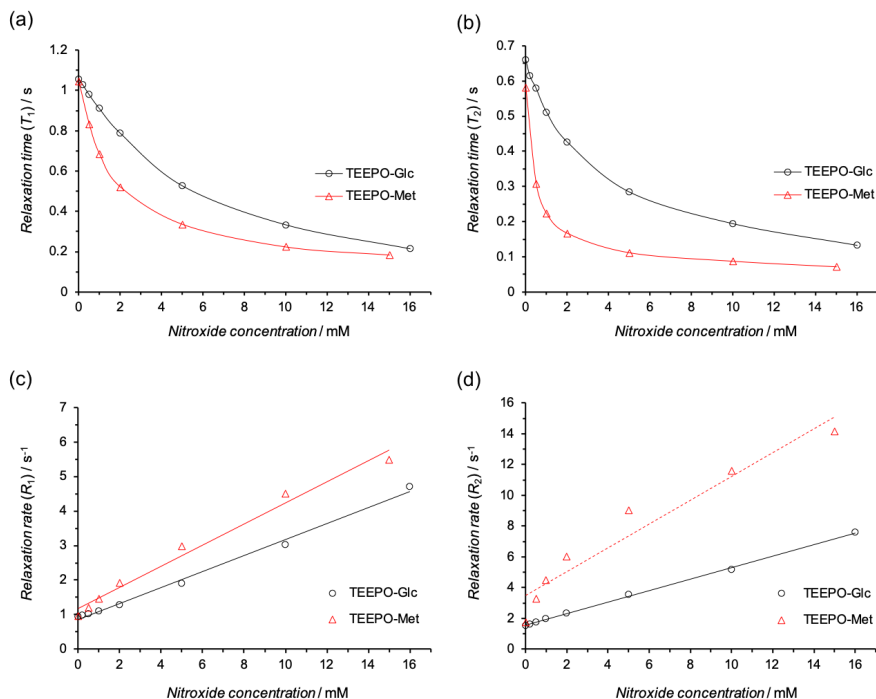 (a)
Relaxation time (T₁) / s
1.2
1
0.8
0.6
0.4
0.2
0
0 2 4 6 8 10 12 14 16
Nitroxide concentration / mM
TEEPO-Glc
TEEPO-Met
(b)
Relaxation time (T₂) / s
0.7
0.6
0.5
0.4
0.3
0.2
0.1
0
0 2 4 6 8 10 12 14 16
Nitroxide concentration / mM
TEEPO-Glc
TEEPO-Met
(c)
Relaxation rate (R₁) / s⁻¹
7
6
5
4
3
2
1
0
0 2 4 6 8 10 12 14 16
Nitroxide concentration / mM
TEEPO-Glc
TEEPO-Met
(d)
Relaxation rate (R₂) / s⁻¹
16
14
12
10
8
6
4
2
0
0 2 4 6 8 10 12 14 16
Nitroxide concentration / mM
TEEPO-Glc
TEEPO-Met